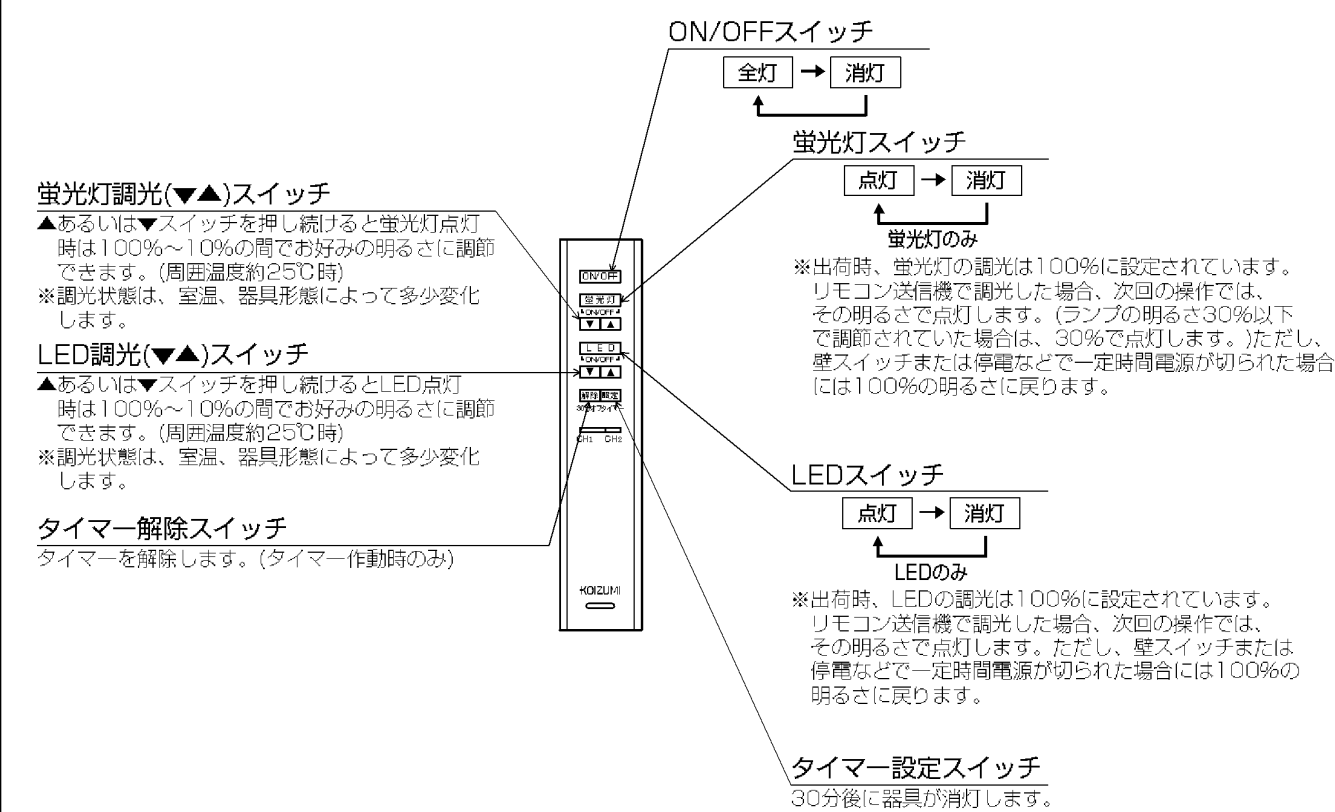 ON/OFFスイッチ
全灯 → 消灯
蛍光灯スイッチ
点灯 → 消灯
蛍光灯のみ
※出荷時、蛍光灯の調光は100%に設定されています。
リモコン送信機で調光した場合、次回の操作では、
その明るさで点灯します。(ランプの明るさ30%以下
で調節されていた場合は、30%で点灯します。)ただし、
壁スイッチまたは停電などで一定時間電源が切られた場合
には100%の明るさに戻ります。
LEDスイッチ
点灯 → 消灯
LEDのみ
※出荷時、LEDの調光は100%に設定されています。
リモコン送信機で調光した場合、次回の操作では、
その明るさで点灯します。ただし、壁スイッチまたは
停電などで一定時間電源が切られた場合には100%の
明るさに戻ります。
タイマー設定スイッチ
30分後に器具が消灯します。
蛍光灯調光(▼▲)スイッチ
▲あるいは▼スイッチを押し続けると蛍光灯点灯
時は100%～10%の間でお好みの明るさに調節
できます。(周囲温度約25℃時)
※調光状態は、室温、器具形態によって多少変化
します。
LED調光(▼▲)スイッチ
▲あるいは▼スイッチを押し続けるとLED点灯
時は100%～10%の間でお好みの明るさに調節
できます。(周囲温度約25℃時)
※調光状態は、室温、器具形態によって多少変化
します。
タイマー解除スイッチ
タイマーを解除します。(タイマー作動時のみ)
ON/OFF
蛍光灯
ON/OFF
▼ ▲
LED
ON/OFF
▼ ▲
解除 設定
30分オフタイマー
CH1 CH2
KOIZUMI